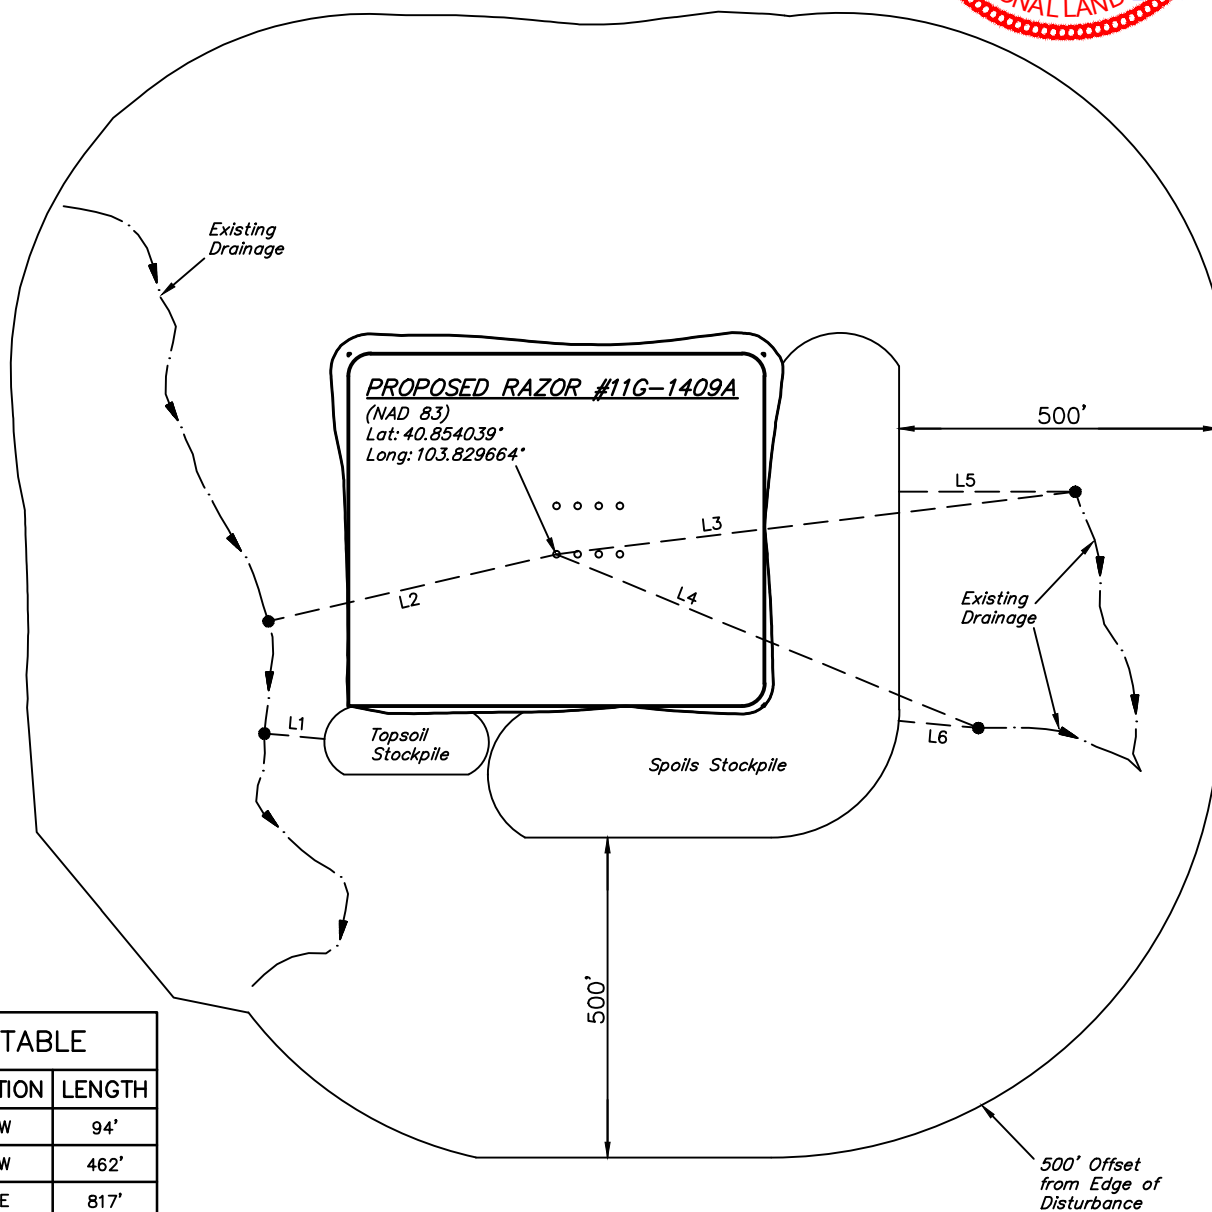 ONAL LAND
Existing
Drainage
PROPOSED RAZOR #11G-1409A
(NAD 83)
Lat: 40.854039°
Long: 103.829664°
500'
L5
L3
L2
L4
Existing
Drainage
L1
L6
Topsoil
Stockpile
Spoils Stockpile
500'
TABLE
TION LENGTH
W 94'
W 462'
E 817'
500' Offset
from Edge of
Disturbance